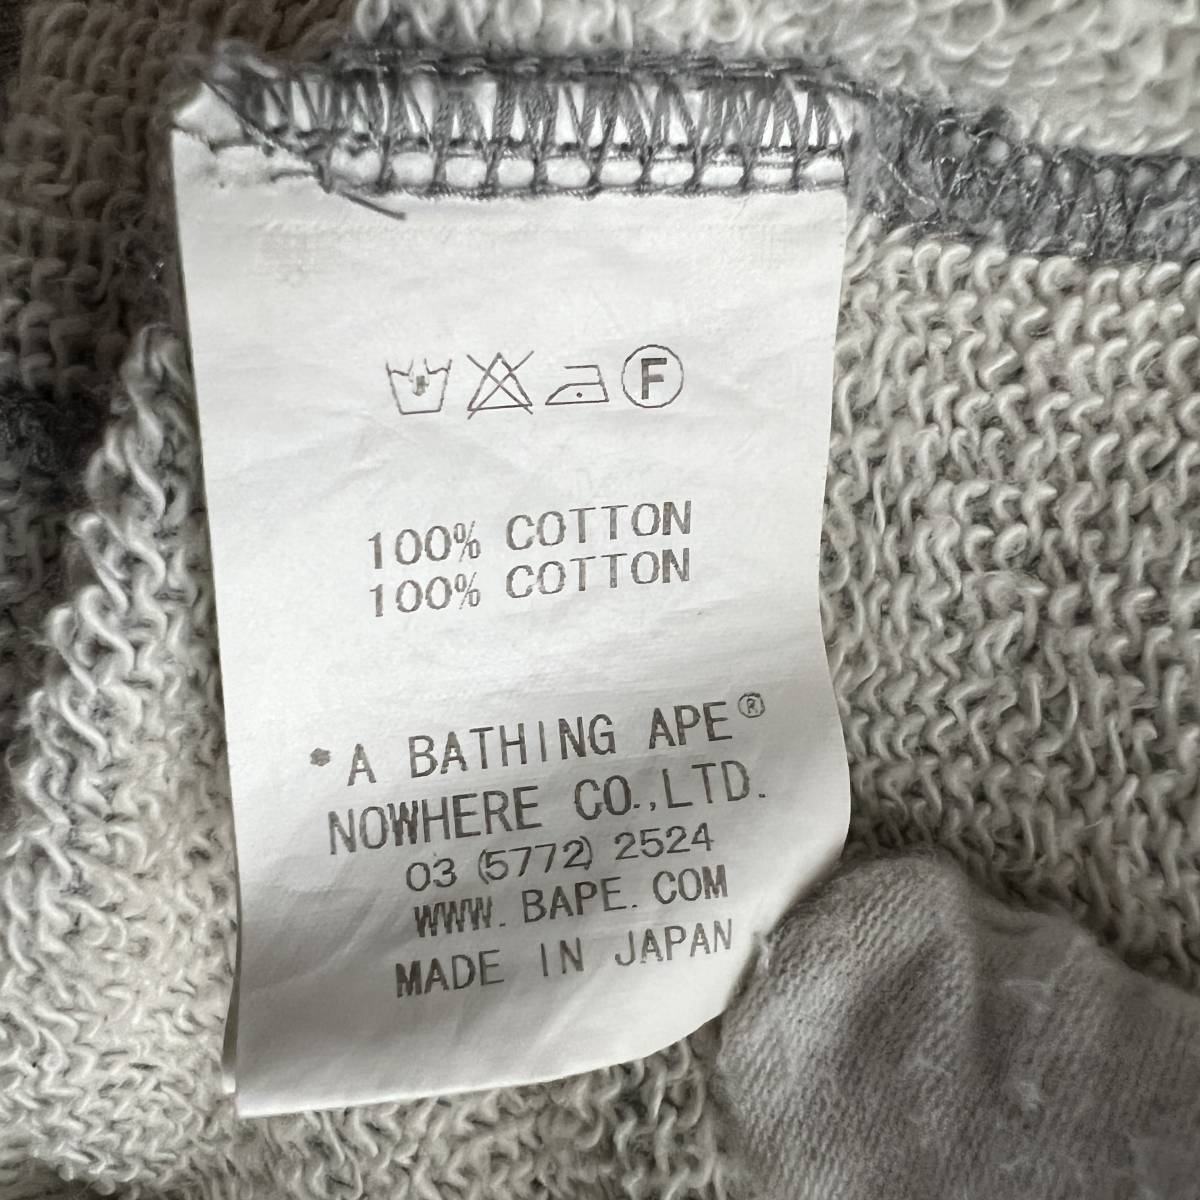 F
100% COTTON
100% COTTON
*A BATHING APE®
NOWHERE CO.,LTD.
03 (5772) 2524
WWW. BAPE. COM
MADE IN JAPAN